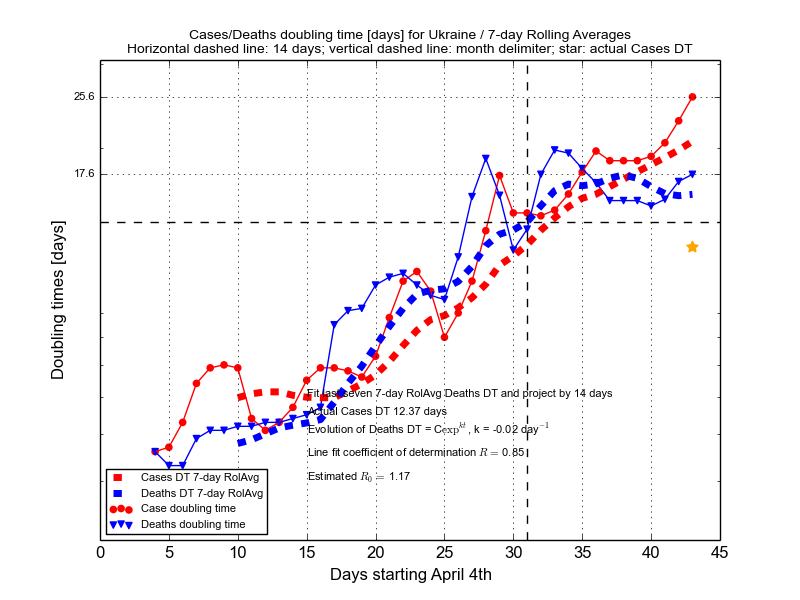 Cases/Deaths doubling time [days] for Ukraine / 7-day Rolling Averages
Horizontal dashed line: 14 days; vertical dashed line: month delimiter; star: actual Cases DT
25.6
17.6
Doubling times [days]
Fit last seven 7-day RolAvg Deaths DT and project by 14 days
Actual Cases DT 12.37 days
Evolution of Deaths DT = Cexp^{kt}, k = -0.02 day^{-1}
Line fit coefficient of determination R = 0.85
Estimated R_0 = 1.17
Cases DT 7-day RolAvg
Deaths DT 7-day RolAvg
Case doubling time
Deaths doubling time
0 5 10 15 20 25 30 35 40 45
Days starting April 4th